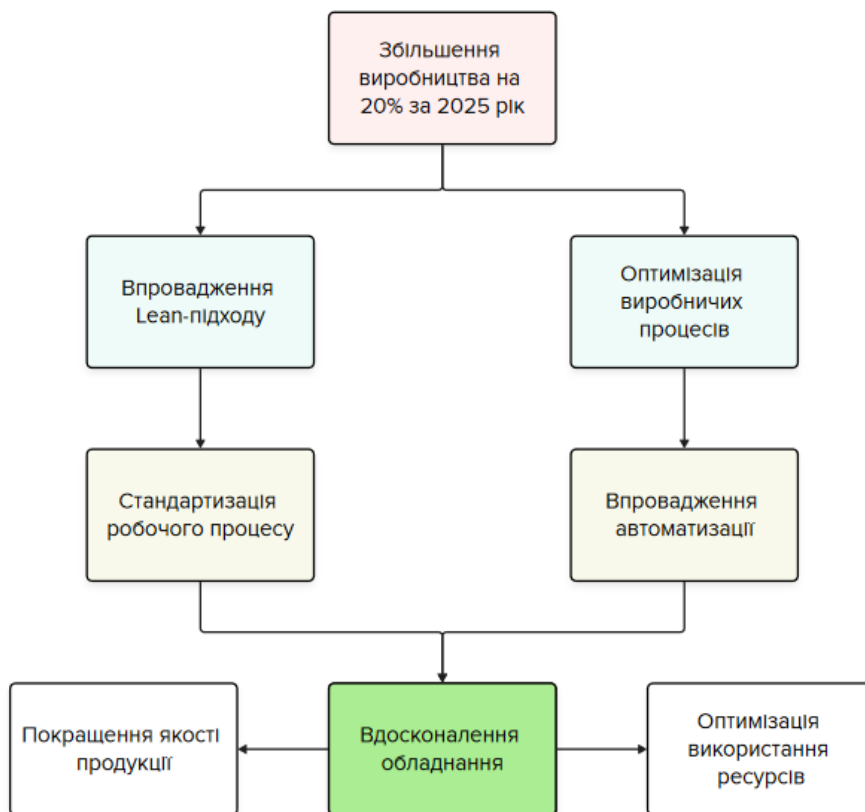 Збільшення
виробництва на
20% за 2025 рік
Впровадження
Lean-підходу
Оптимізація
виробничих
процесів
Стандартизація
робочого процесу
Впровадження
автоматизації
Покращення якості
продукції
Вдосконалення
обладнання
Оптимізація
використання
ресурсів